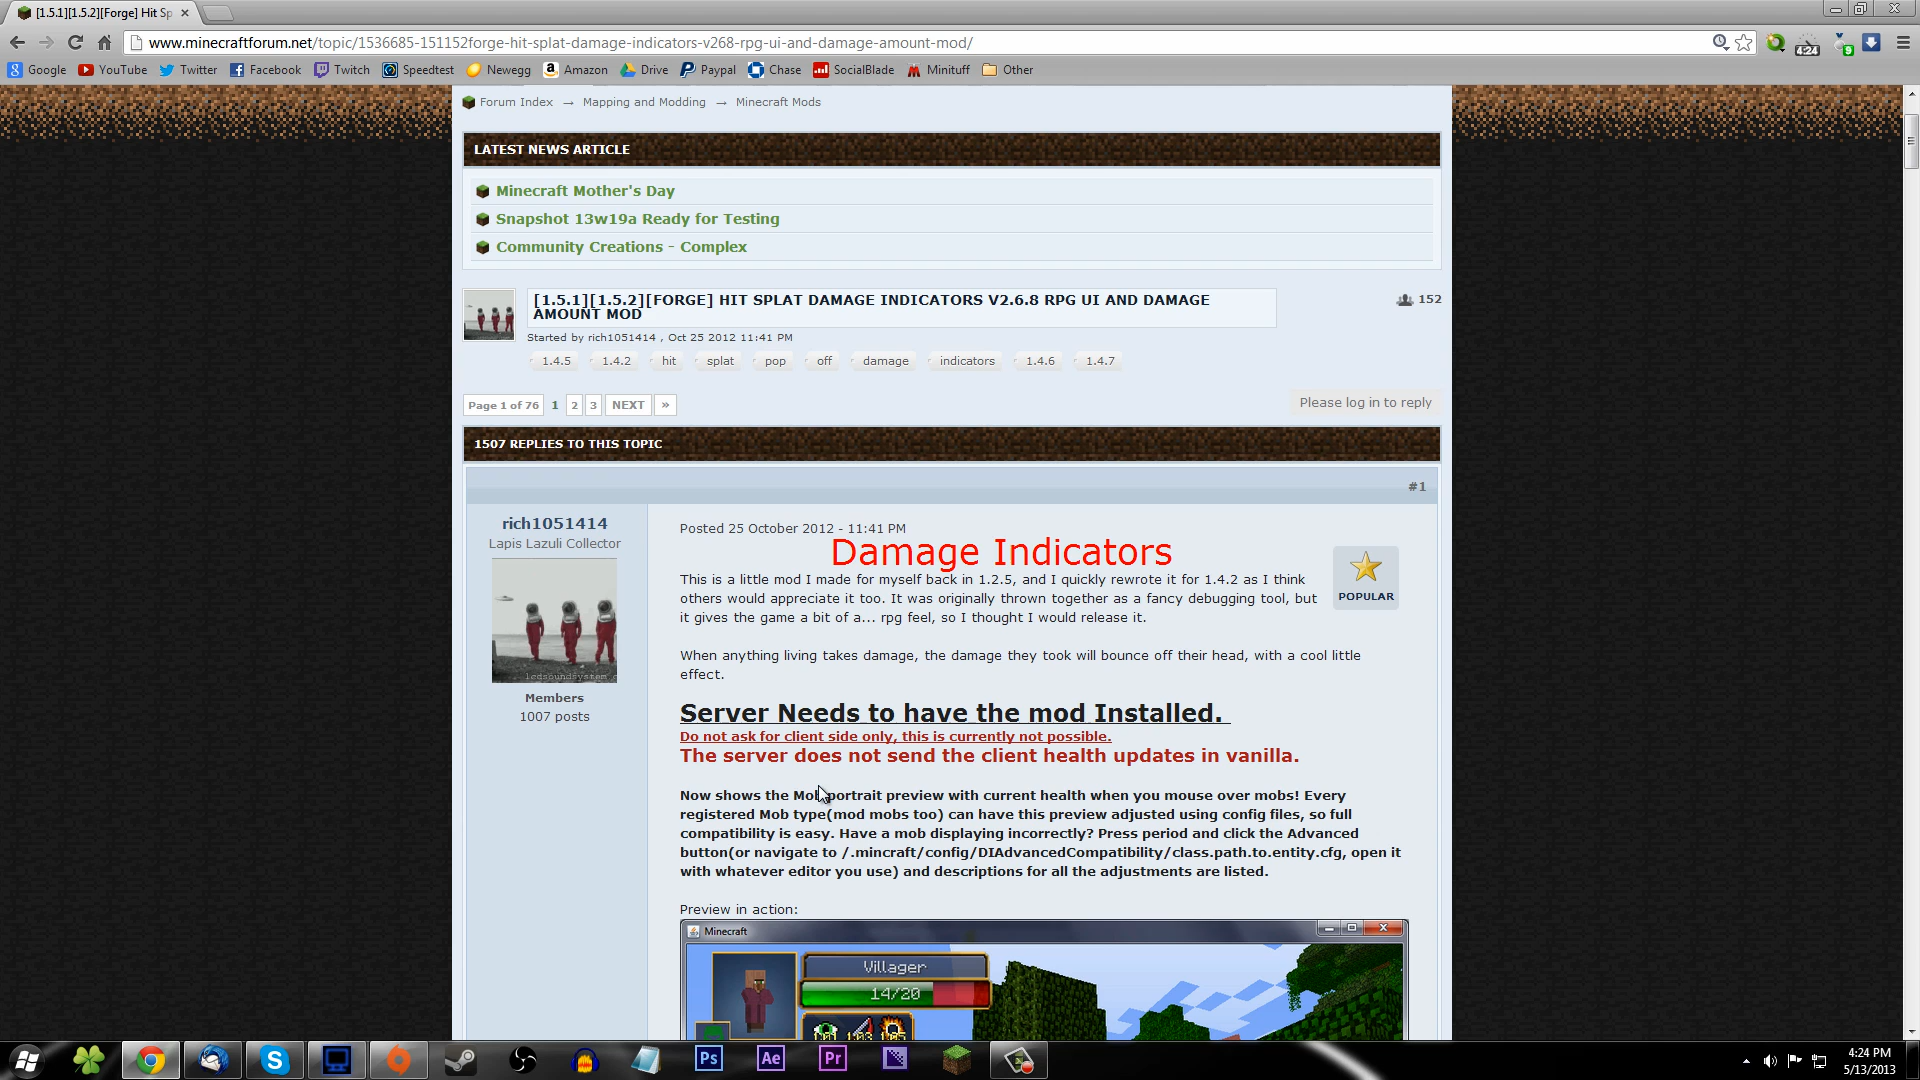 [1.5.1][1.5.2][Forge] Hit Sp
www.minecraftforum.net/topic/1536685-151152forge-hit-splat-damage-indicators-v268-rpg-ui-and-damage-amount-mod/
4:24
9
Google YouTube Twitter Facebook Twitch Speedtest Newegg Amazon Drive Paypal Chase SocialBlade Minituff Other
Forum Index → Mapping and Modding → Minecraft Mods
LATEST NEWS ARTICLE
Minecraft Mother's Day
Snapshot 13w19a Ready for Testing
Community Creations - Complex
[1.5.1][1.5.2][FORGE] HIT SPLAT DAMAGE INDICATORS V2.6.8 RPG UI AND DAMAGE
AMOUNT MOD
152
Started by rich1051414 , Oct 25 2012 11:41 PM
1.4.5 1.4.2 hit splat pop off damage indicators 1.4.6 1.4.7
Page 1 of 76 1 2 3 NEXT »
Please log in to reply
1507 REPLIES TO THIS TOPIC
#1
rich1051414
Lapis Lazuli Collector
ledsoundsystem.c
Members
1007 posts
Posted 25 October 2012 - 11:41 PM
Damage Indicators
POPULAR
This is a little mod I made for myself back in 1.2.5, and I quickly rewrote it for 1.4.2 as I think
others would appreciate it too. It was originally thrown together as a fancy debugging tool, but
it gives the game a bit of a... rpg feel, so I thought I would release it.
When anything living takes damage, the damage they took will bounce off their head, with a cool little
effect.
Server Needs to have the mod Installed.
Do not ask for client side only, this is currently not possible.
The server does not send the client health updates in vanilla.
Now shows the Mob portrait preview with current health when you mouse over mobs! Every
registered Mob type(mod mobs too) can have this preview adjusted using config files, so full
compatibility is easy. Have a mob displaying incorrectly? Press period and click the Advanced
button(or navigate to /.mincraft/config/DIAdvancedCompatibility/class.path.to.entity.cfg, open it
with whatever editor you use) and descriptions for all the adjustments are listed.
Preview in action:
Minecraft
Villager
14/20
1:01 1:03 1:05
Ps Ae Pr
4:24 PM
5/13/2013